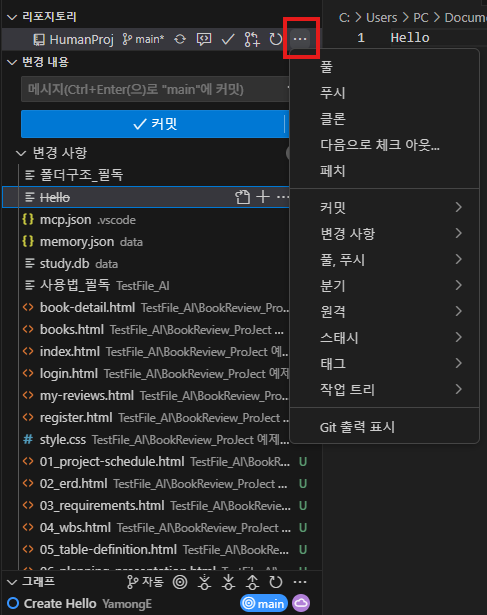 리포지토리
HumanProj main*
변경 내용
메시지(Ctrl+Enter(으)로 "main"에 커밋)
커밋
변경 사항
폴더구조_필독
Hello
mcp.json .vscode
memory.json data
study.db data
사용법_필독 TestFile_AI
book-detail.html TestFile_AI\BookReview_Pro...
books.html TestFile_AI\BookReview_ProJect 예...
index.html TestFile_AI\BookReview_ProJect 예...
login.html TestFile_AI\BookReview_ProJect 예...
my-reviews.html TestFile_AI\BookReview_Pro...
register.html TestFile_AI\BookReview_ProJect ...
style.css TestFile_AI\BookReview_ProJect 예제...
01_project-schedule.html TestFile_AI\BookR... U
02_erd.html TestFile_AI\BookReview_ProJect ... U
03_requirements.html TestFile_AI\BookRevie... U
04_wbs.html TestFile_AI\BookReview_ProJect ... U
05_table-definition.html TestFile_AI\BookRe... U
그래프 자동
Create Hello YamongE main
C: > Users > PC > Docume
1 Hello
풀
푸시
클론
다음으로 체크 아웃...
페치
커밋
변경 사항
풀, 푸시
분기
원격
스태시
태그
작업 트리
Git 출력 표시